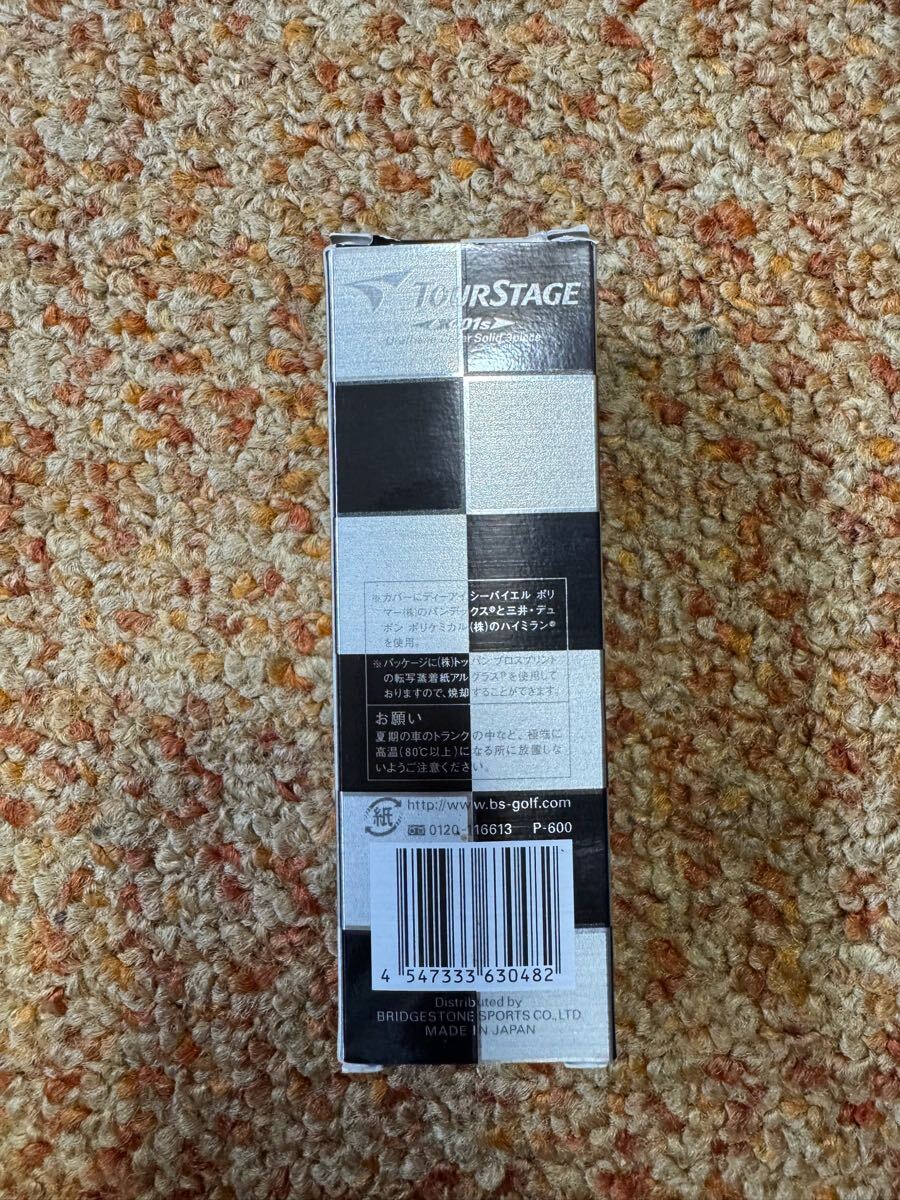 TOURSTAGE
X-01s
Urathane Cover Solid 3piece
※カバーにディーアイシーバイエル ポリ
マー(株)のパンデックス®と三井・デュ
ポン ポリケミカル(株)のハイミラン®
を使用。
※パッケージに(株)トッパン プロスプリント
の転写蒸着紙アルグラスPを使用して
おりますので、焼却することができます。
お願い
夏期の車のトランクの中など、極端に
高温(80℃以上)になる所に放置しな
いようご注意ください。
紙
http://www.bs-golf.com
0120-116613 P-600
4 547333 630482
Distributed by
BRIDGESTONE SPORTS CO.,LTD.
MADE IN JAPAN